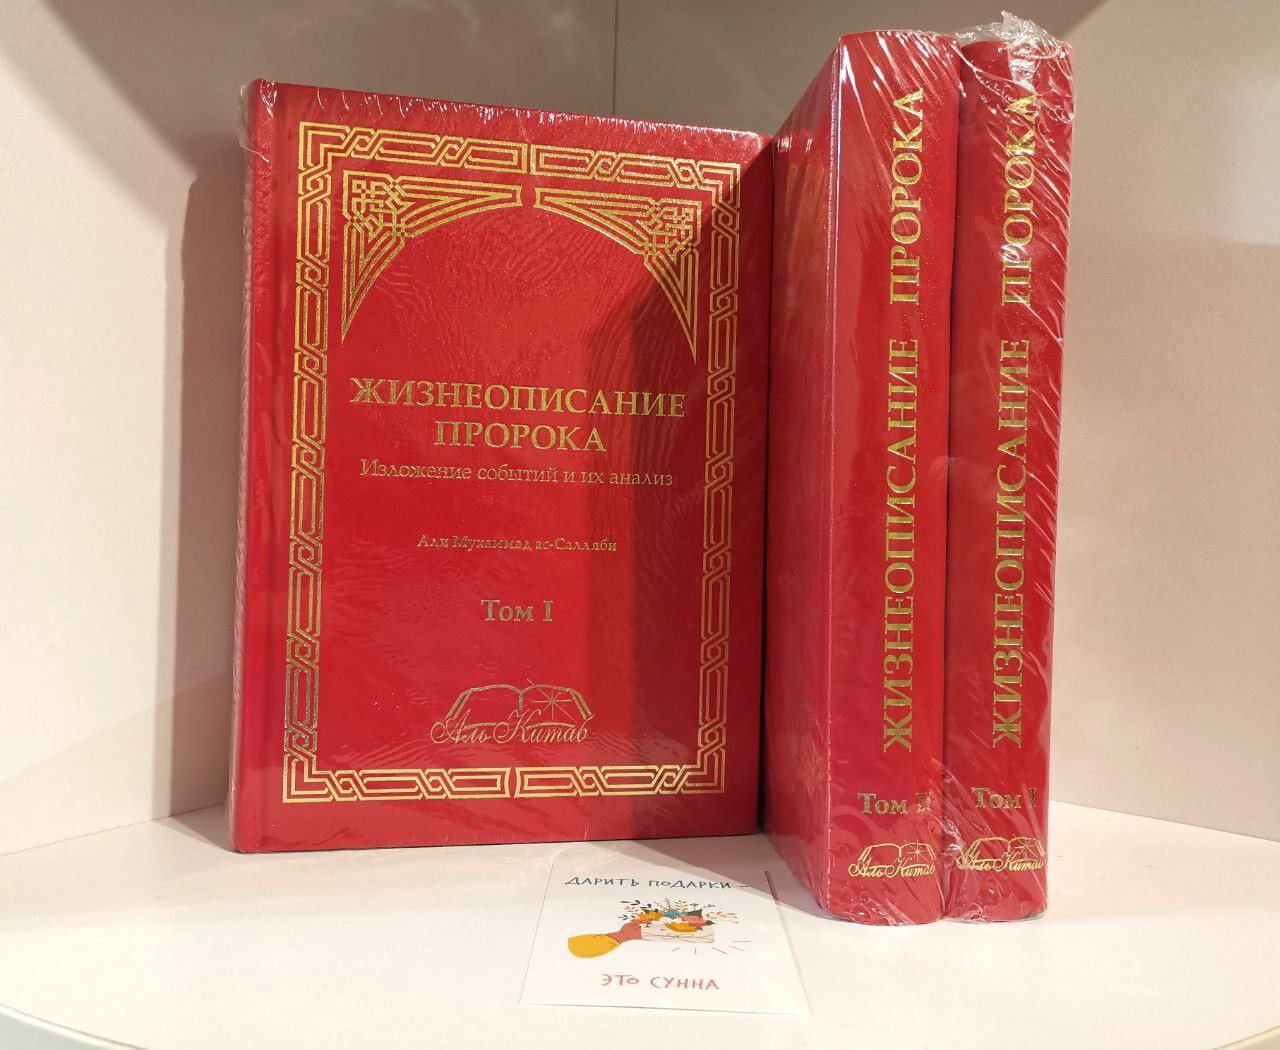 ЖИЗНЕОПИСАНИЕ
ПРОРОКА
Изложение событий и их анализ
Али Мухаммад ас-Салляби
Том I
Аль Китаб
ЖИЗНЕОПИСАНИЕ ПРОРОКА
Том II
Аль Китаб
ЖИЗНЕОПИСАНИЕ ПРОРОКА
Том I
Аль Китаб
ДАРИТЬ ПОДАРКИ –
ЭТО СУННА